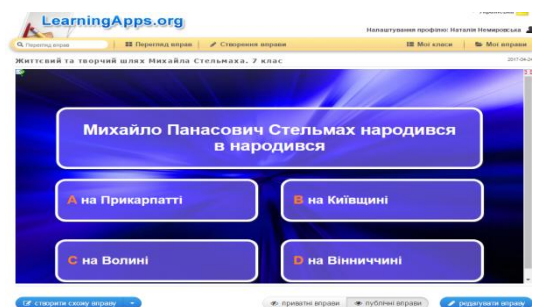 LearningApps.org
Налаштування профілю: Наталія Немировська
Перегляд вправ Перегляд вправ Створення вправи Мої класи Мої вправи
Життєвий та творчий шлях Михайла Стельмаха. 7 клас
Михайло Панасович Стельмах народився
в народився
A на Прикарпатті
B на Київщині
C на Волині
D на Вінниччині
створити схожу вправу приватні вправи публічні вправи редагувати вправу